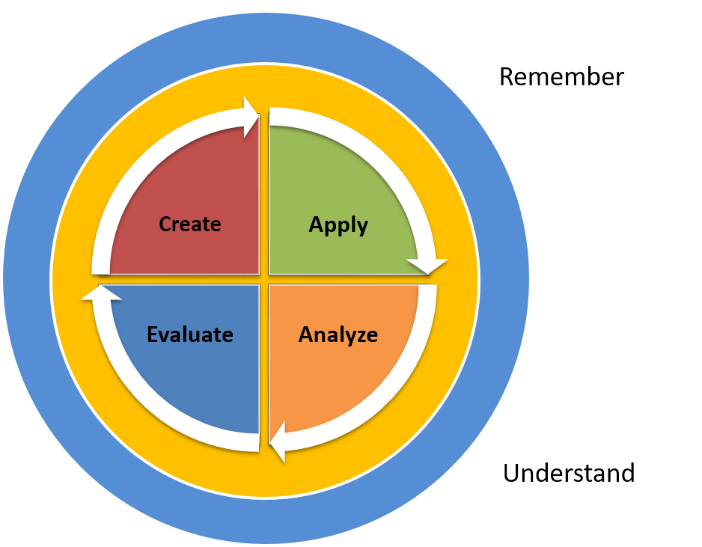 Remember
Create
Apply
Evaluate
Analyze
Understand